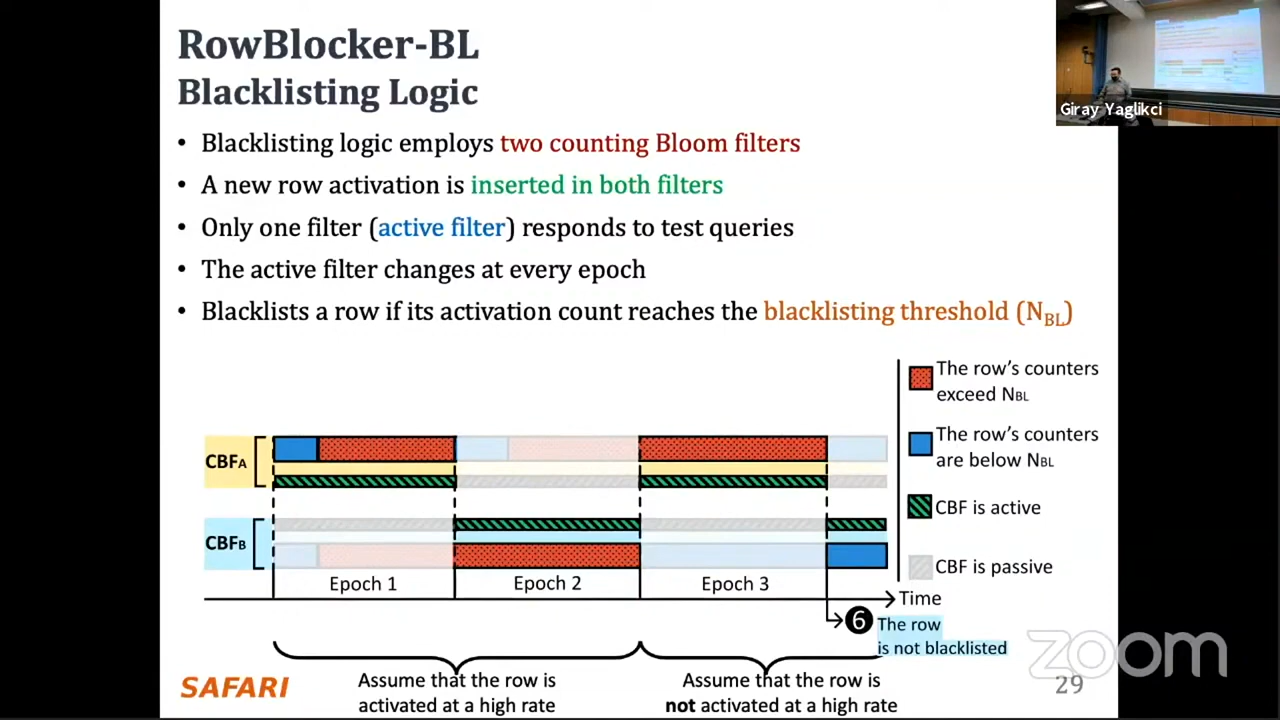 RowBlocker-BL
Blacklisting Logic
Giray Yaglikci
• Blacklisting logic employs two counting Bloom filters
• A new row activation is inserted in both filters
• Only one filter (active filter) responds to test queries
• The active filter changes at every epoch
• Blacklists a row if its activation count reaches the blacklisting threshold (NBL)
The row's counters
exceed NBL
The row's counters
are below NBL
CBF is active
CBF is passive
CBFA
CBFB
Epoch 1
Epoch 2
Epoch 3
Time
6
The row
is not blacklisted
Assume that the row is
activated at a high rate
Assume that the row is
not activated at a high rate
SAFARI
29
zoom